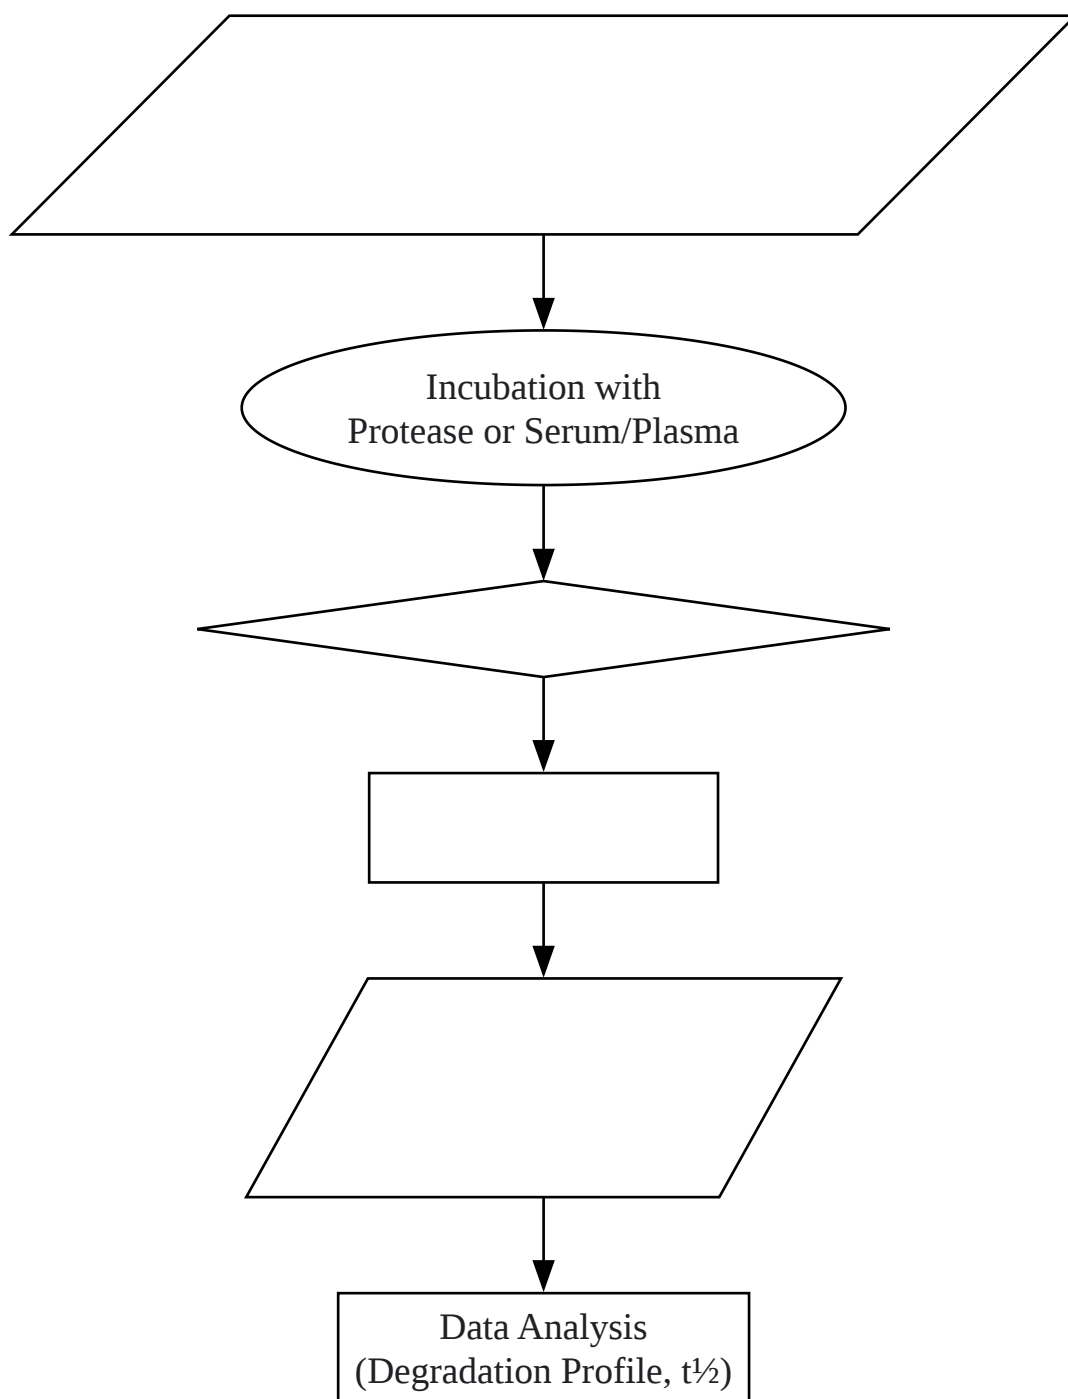 Incubation with
Protease or Serum/Plasma
Data Analysis
(Degradation Profile, t½)